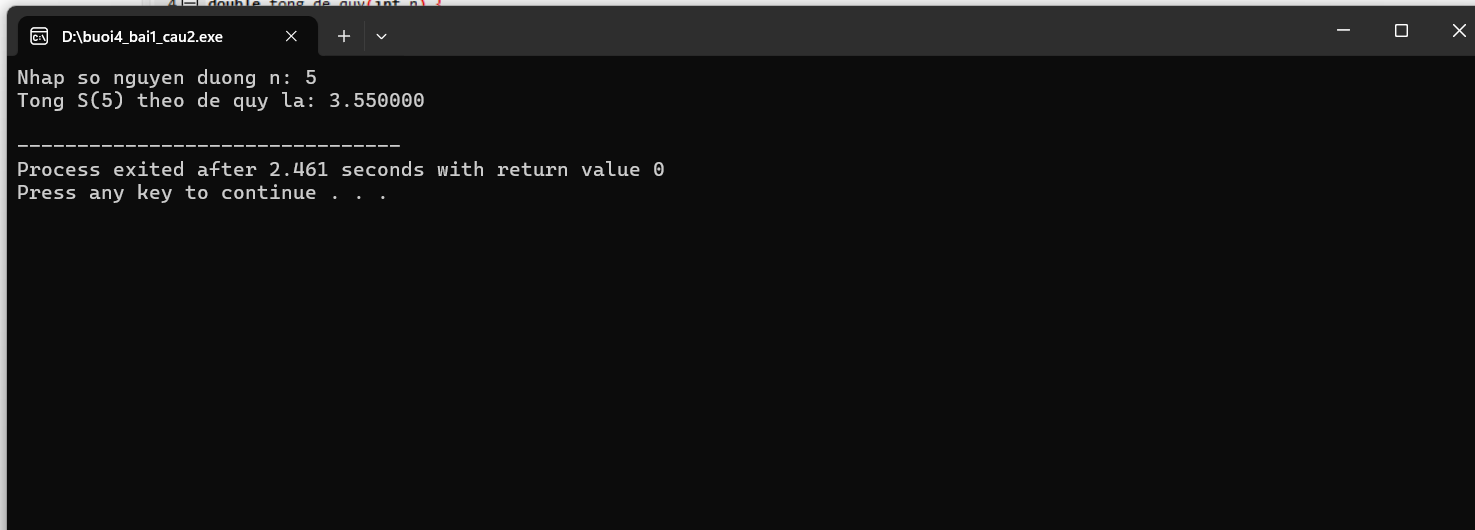 double tong_de_quy(int n) {
D:\buoi4_bai1_cau2.exe
Nhap so nguyen duong n: 5
Tong S(5) theo de quy la: 3.550000
--------------------------------
Process exited after 2.461 seconds with return value 0
Press any key to continue . . .